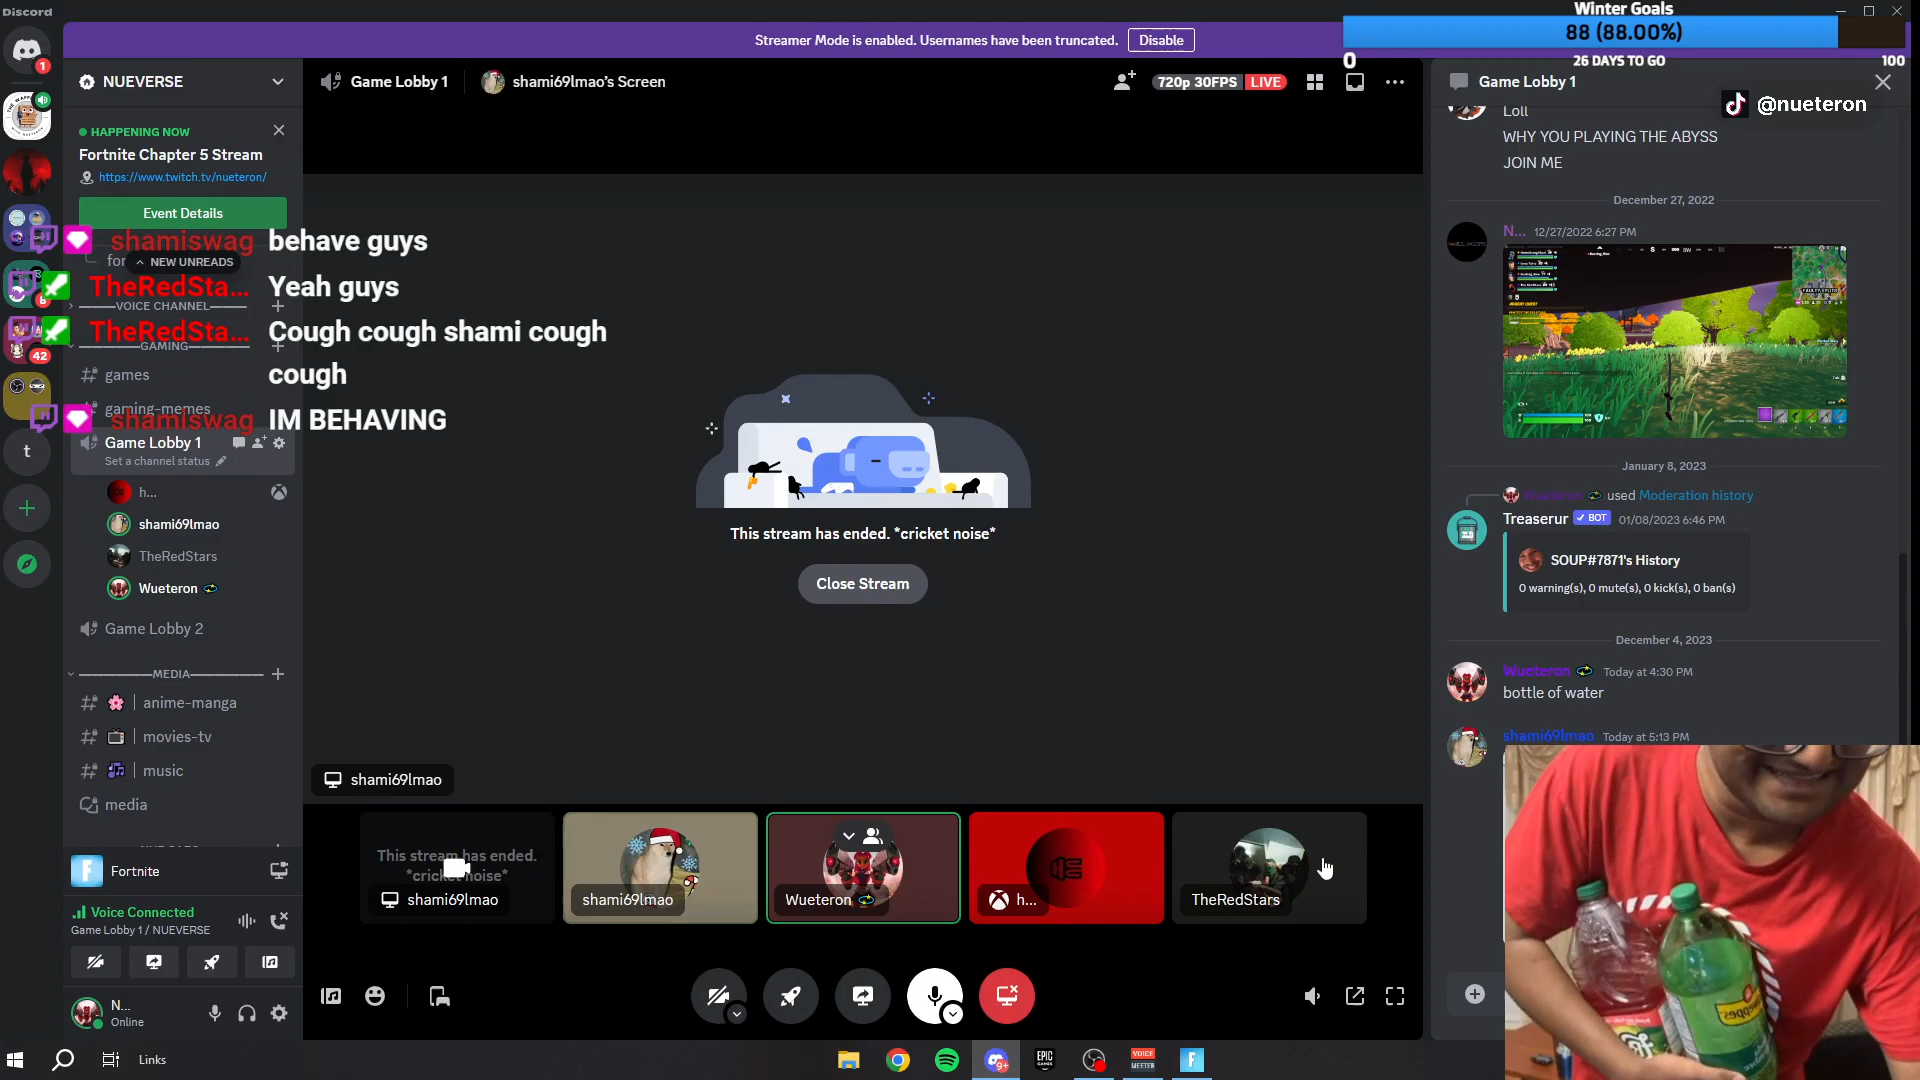 Discord
Winter Goals
Streamer Mode is enabled. Usernames have been truncated.
Disable
88 (88.00%)
0
26 DAYS TO GO
100
1
NUEVERSE
Game Lobby 1
shami69lmao's Screen
720p 30FPS
LIVE
Game Lobby 1
@nueteron
HAPPENING NOW
Fortnite Chapter 5 Stream
https://www.twitch.tv/nueteron/
Event Details
shamiswag behave guys
NEW UNREADS
TheRedSta... Yeah guys
VOICE CHANNEL
TheRedSta... Cough cough shami cough
cough
GAMING
42
games
gaming-memes
shamiswag IM BEHAVING
Game Lobby 1
Set a channel status
t
h...
shami69lmao
TheRedStars
Wueteron
Game Lobby 2
MEDIA
anime-manga
movies-tv
music
media
Fortnite
Voice Connected
Game Lobby 1 / NUEVERSE
N...
Online
This stream has ended. *cricket noise*
Close Stream
shami69lmao
This stream has ended.
*cricket noise*
shami69lmao
shami69lmao
Wueteron
h...
TheRedStars
Loll
WHY YOU PLAYING THE ABYSS
JOIN ME
December 27, 2022
N... 12/27/2022 6:27 PM
January 8, 2023
Wueteron used Moderation history
Treaserur BOT 01/08/2023 6:46 PM
SOUP#7871's History
0 warning(s), 0 mute(s), 0 kick(s), 0 ban(s)
December 4, 2023
Wueteron Today at 4:30 PM
bottle of water
shami69lmao Today at 5:13 PM
Links
9+
EPIC
GAMES
VOICE
MEETER